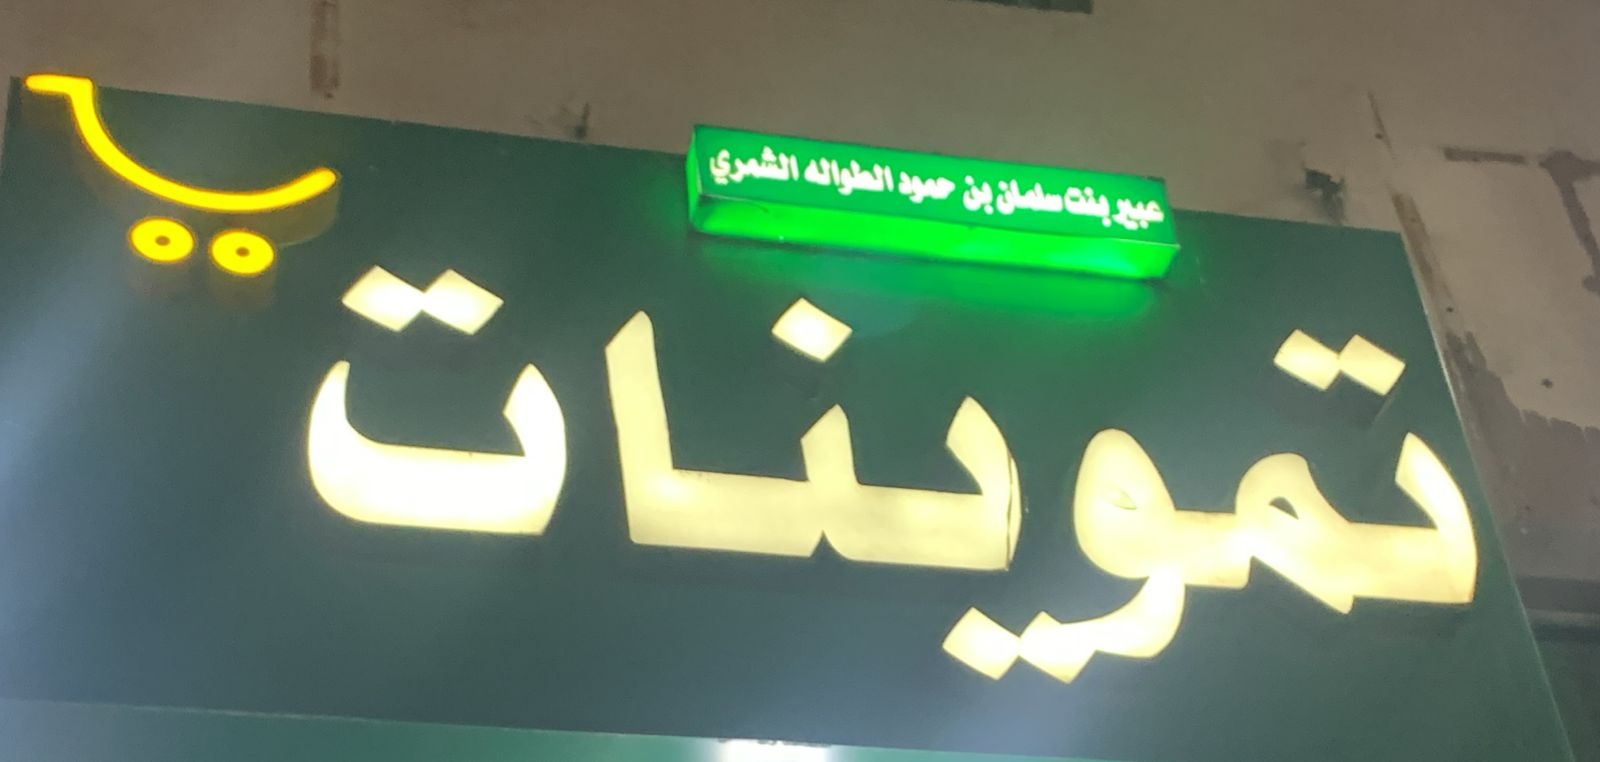 عبير بنت سلمان بن حمود الطواله الشمري
تموينات